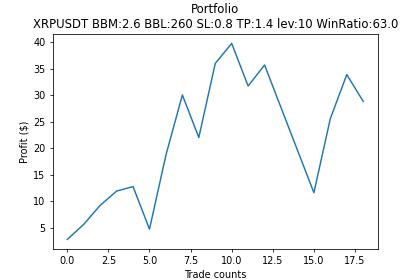 Portfolio
XRPUSDT BBM:2.6 BBL:260 SL:0.8 TP:1.4 lev:10 WinRatio:63.0
40
35
30
25
20
15
10
5
Profit ($)
0.0 2.5 5.0 7.5 10.0 12.5 15.0 17.5
Trade counts